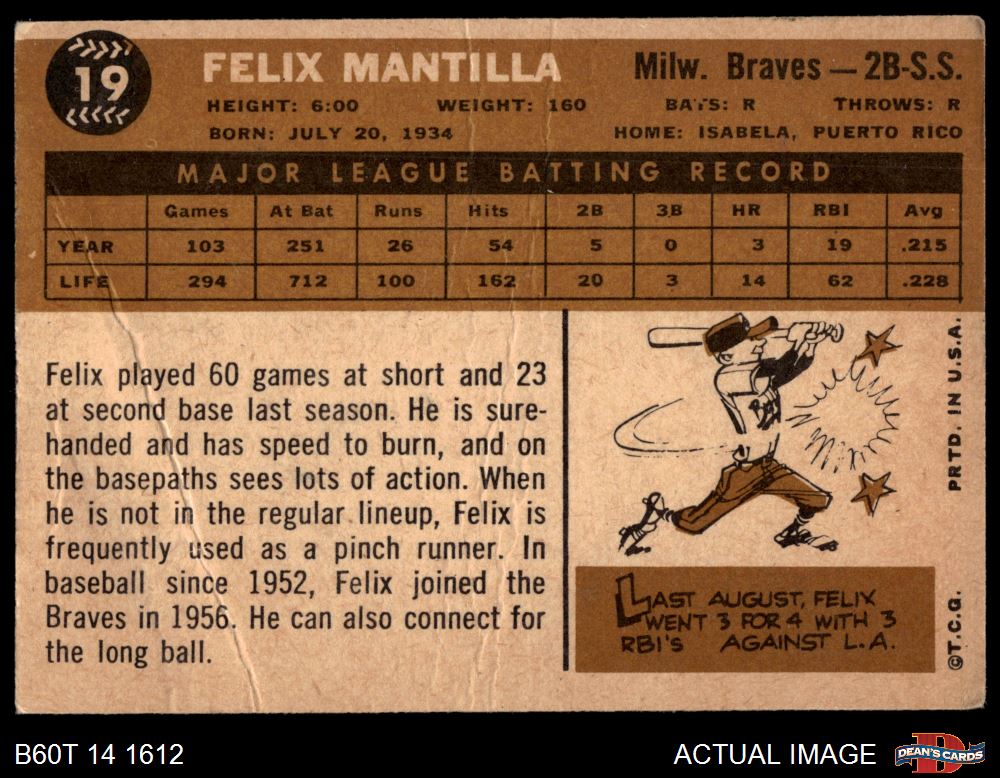 19
FELIX MANTILLA
Milw. Braves — 2B-S.S.
HEIGHT: 6:00 WEIGHT: 160 BATS: R THROWS: R
BORN: JULY 20, 1934 HOME: ISABELA, PUERTO RICO
MAJOR LEAGUE BATTING RECORD
Games At Bat Runs Hits 2B 3B HR RBI Avg
YEAR 103 251 26 54 5 0 3 19 .215
LIFE 294 712 100 162 20 3 14 62 .228
Felix played 60 games at short and 23
at second base last season. He is sure-
handed and has speed to burn, and on
the basepaths sees lots of action. When
he is not in the regular lineup, Felix is
frequently used as a pinch runner. In
baseball since 1952, Felix joined the
Braves in 1956. He can also connect for
the long ball.
LAST AUGUST, FELIX
WENT 3 FOR 4 WITH 3
RBI'S AGAINST L.A.
©T.C.G. PRTD. IN U.S.A.
B60T 14 1612
ACTUAL IMAGE
DEAN'S CARDS